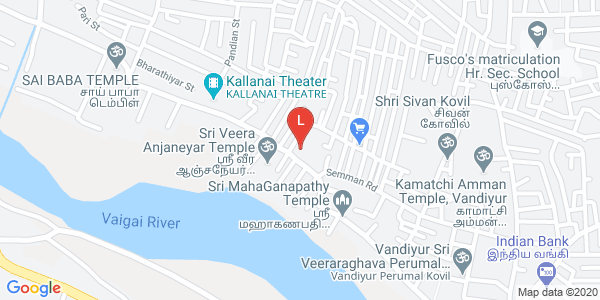 Pari St
Pandian St
SAI BABA TEMPLE
சாய் பாபா
டெம்பிள்
Bharathiyar St
Kallanai Theater
KALLANAI THEATRE
Fusco's matriculation
Hr. Sec. School
புஸ்கோஸ்...
Shri Sivan Kovil
சிவன்
கோவில்
L
Sri Veera
Anjaneyar Temple
ஸ்ரீ வீர
ஆஞ்சநேயர்...
Semman Rd
Sri MahaGanapathy
Temple
ஸ்ரீ
மஹாகணபதி...
Kamatchi Amman
Temple, Vandiyur
காமாட்சி
அம்மன்...
Vaigai River
Vandiyur Sri
Veeraraghava Perumal...
Vandiyur Perumal Kovil
Indian Bank
இந்திய வங்கி
Google
Map data ©2020